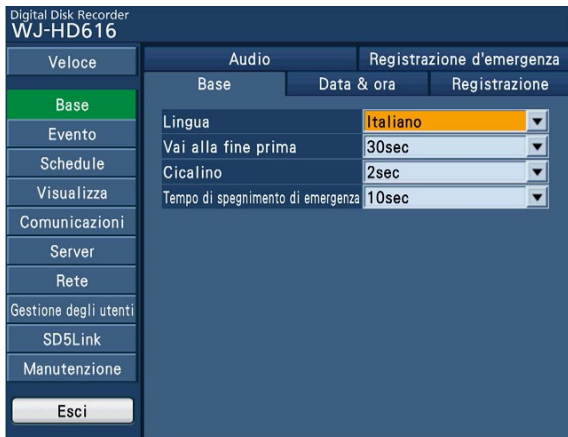 Digital Disk Recorder
WJ-HD616
Veloce
Base
Evento
Schedule
Visualizza
Comunicazioni
Server
Rete
Gestione degli utenti
SD5Link
Manutenzione
Esci
Audio
Registrazione d'emergenza
Base
Data & ora
Registrazione
Lingua
Italiano
Vai alla fine prima
30sec
Cicalino
2sec
Tempo di spegnimento di emergenza
10sec